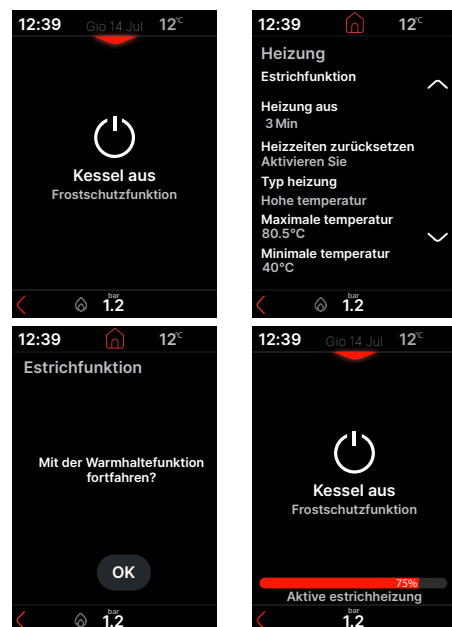 12:39 Gio 14 Jul 12°C
Kessel aus
Frostschutzfunktion
bar
1.2
12:39 12°C
Heizung
Estrichfunktion
Heizung aus
3 Min
Heizzeiten zurücksetzen
Aktivieren Sie
Typ heizung
Hohe temperatur
Maximale temperatur
80.5°C
Minimale temperatur
40°C
bar
1.2
12:39 12°C
Estrichfunktion
Mit der Warmhaltefunktion
fortfahren?
OK
bar
1.2
12:39 Gio 14 Jul 12°C
Kessel aus
Frostschutzfunktion
75%
Aktive estrichheizung
bar
1.2